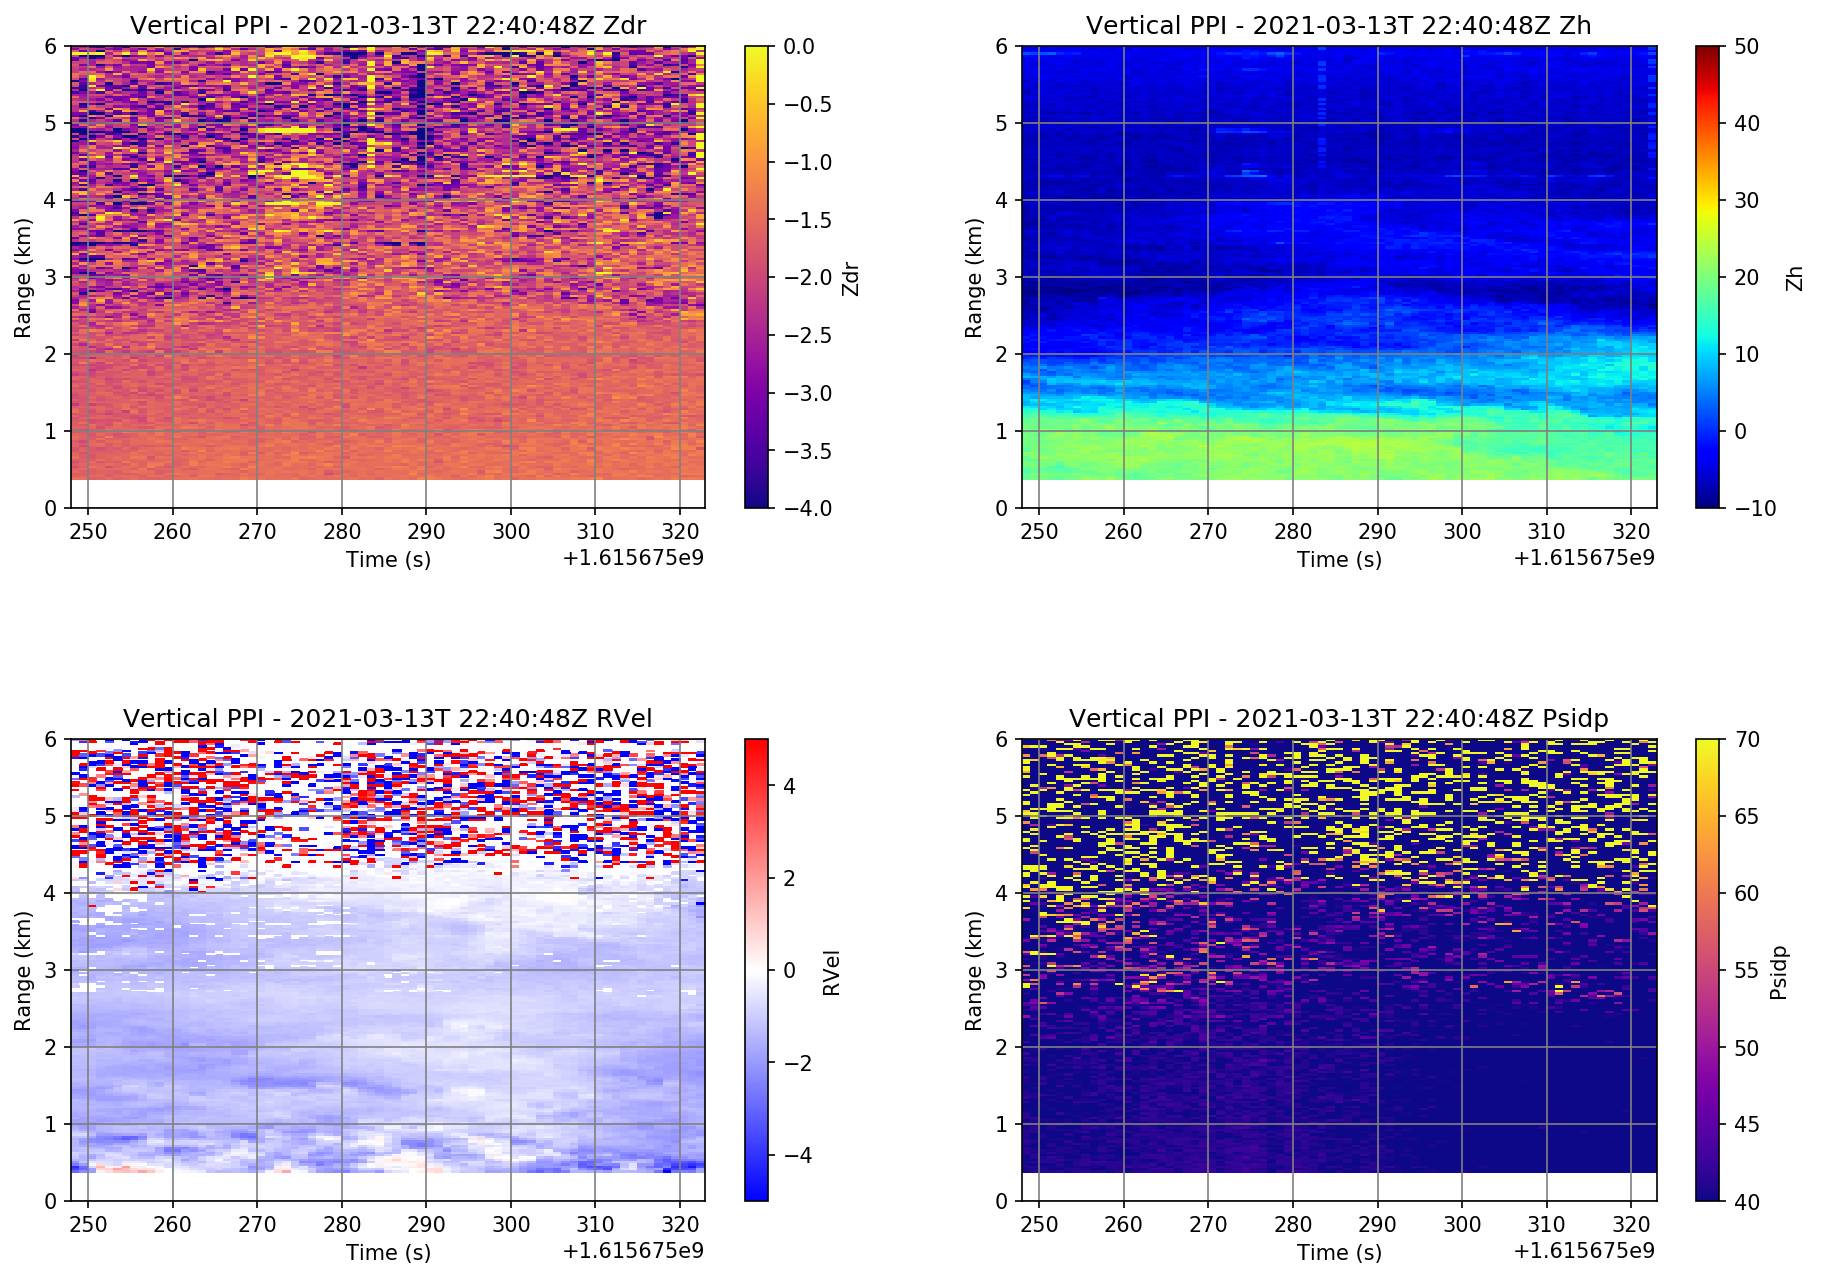 Vertical PPI - 2021-03-13T 22:40:48Z Zdr
6
5
4
3
2
1
0
Range (km)
250 260 270 280 290 300 310 320
Time (s)
+1.615675e9
0.0
−0.5
−1.0
−1.5
−2.0
−2.5
−3.0
−3.5
−4.0
Zdr
Vertical PPI - 2021-03-13T 22:40:48Z Zh
6
5
4
3
2
1
0
Range (km)
250 260 270 280 290 300 310 320
Time (s)
+1.615675e9
50
40
30
20
10
0
−10
Zh
Vertical PPI - 2021-03-13T 22:40:48Z RVel
6
5
4
3
2
1
0
Range (km)
250 260 270 280 290 300 310 320
Time (s)
+1.615675e9
4
2
0
−2
−4
RVel
Vertical PPI - 2021-03-13T 22:40:48Z Psidp
6
5
4
3
2
1
0
Range (km)
250 260 270 280 290 300 310 320
Time (s)
+1.615675e9
70
65
60
55
50
45
40
Psidp